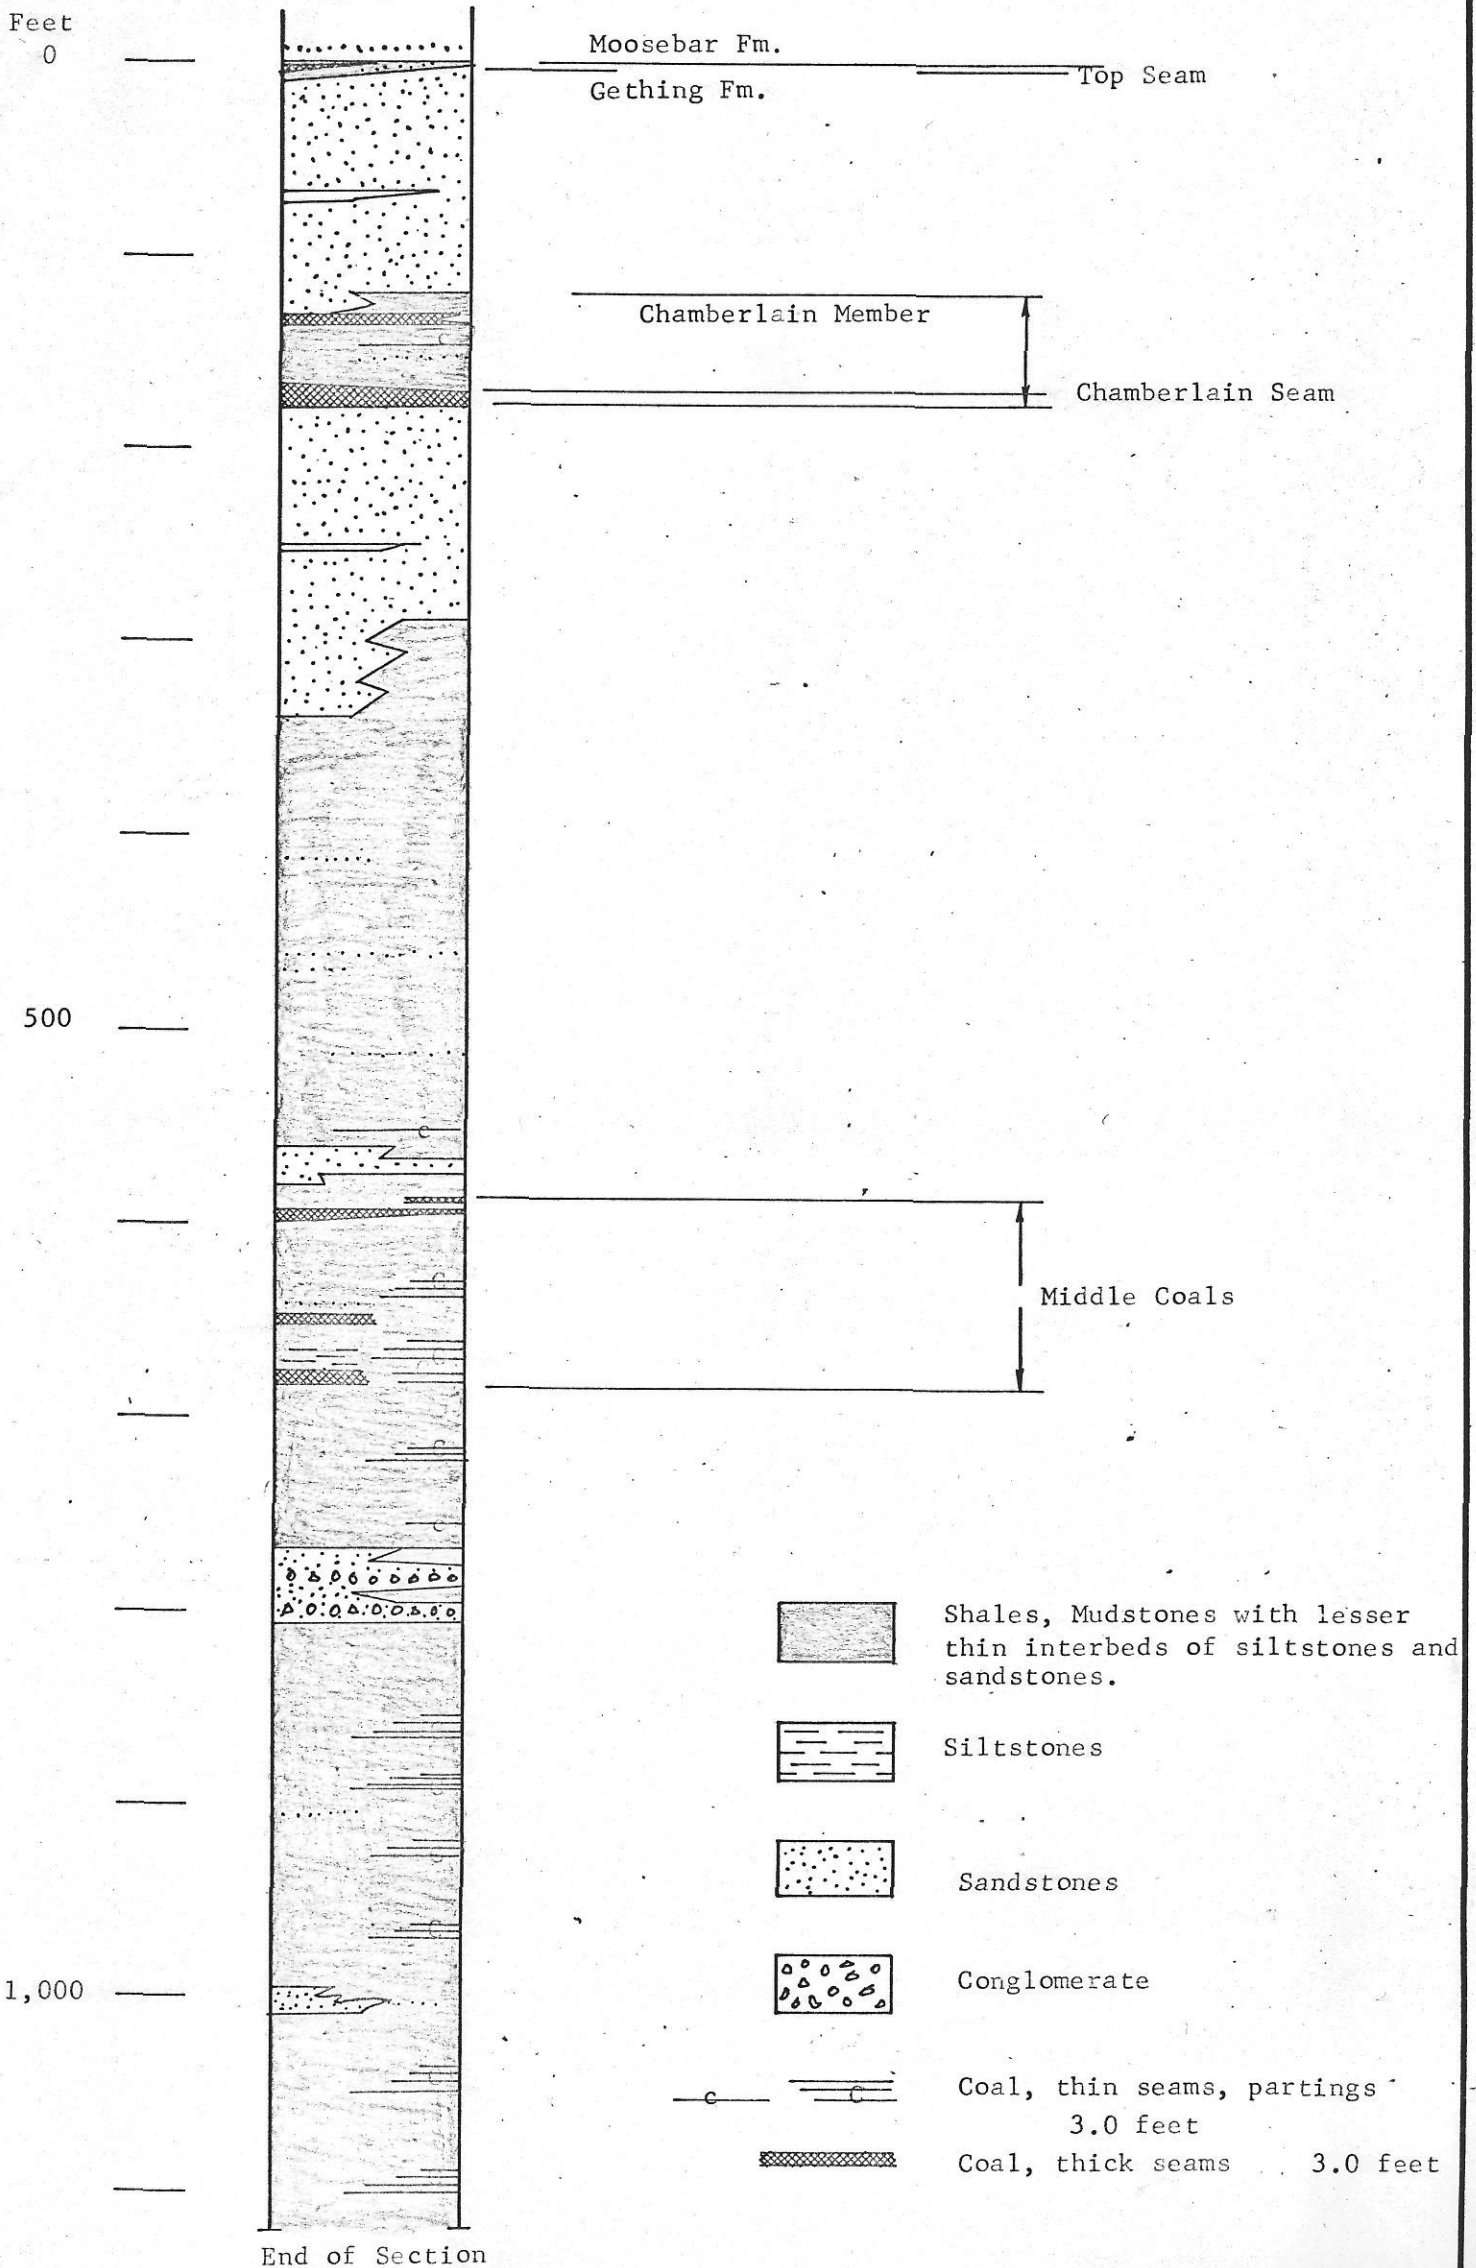 Feet
0
Moosebar Fm.
Top Seam
Gething Fm.
Chamberlain Member
Chamberlain Seam
c
500
c
c
Middle Coals
c
c
c
Shales, Mudstones with lesser
thin interbeds of siltstones and
sandstones.
c
Siltstones
c
c
Sandstones
c
1,000
Conglomerate
c
c c
Coal, thin seams, partings
3.0 feet
c
Coal, thick seams 3.0 feet
End of Section